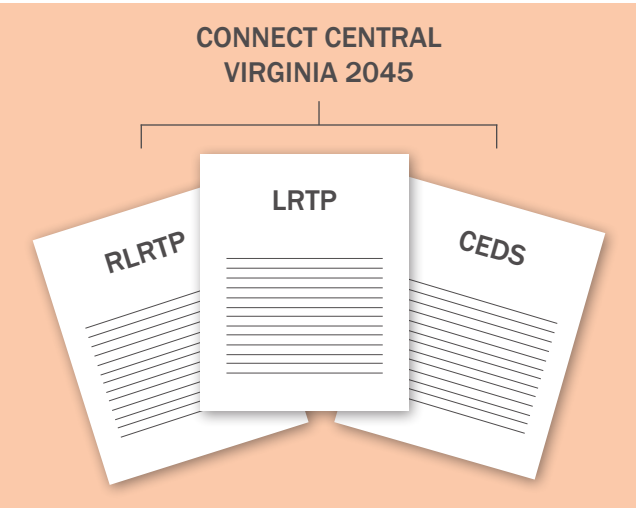 CONNECT CENTRAL
VIRGINIA 2045
RLRTP
LRTP
CEDS